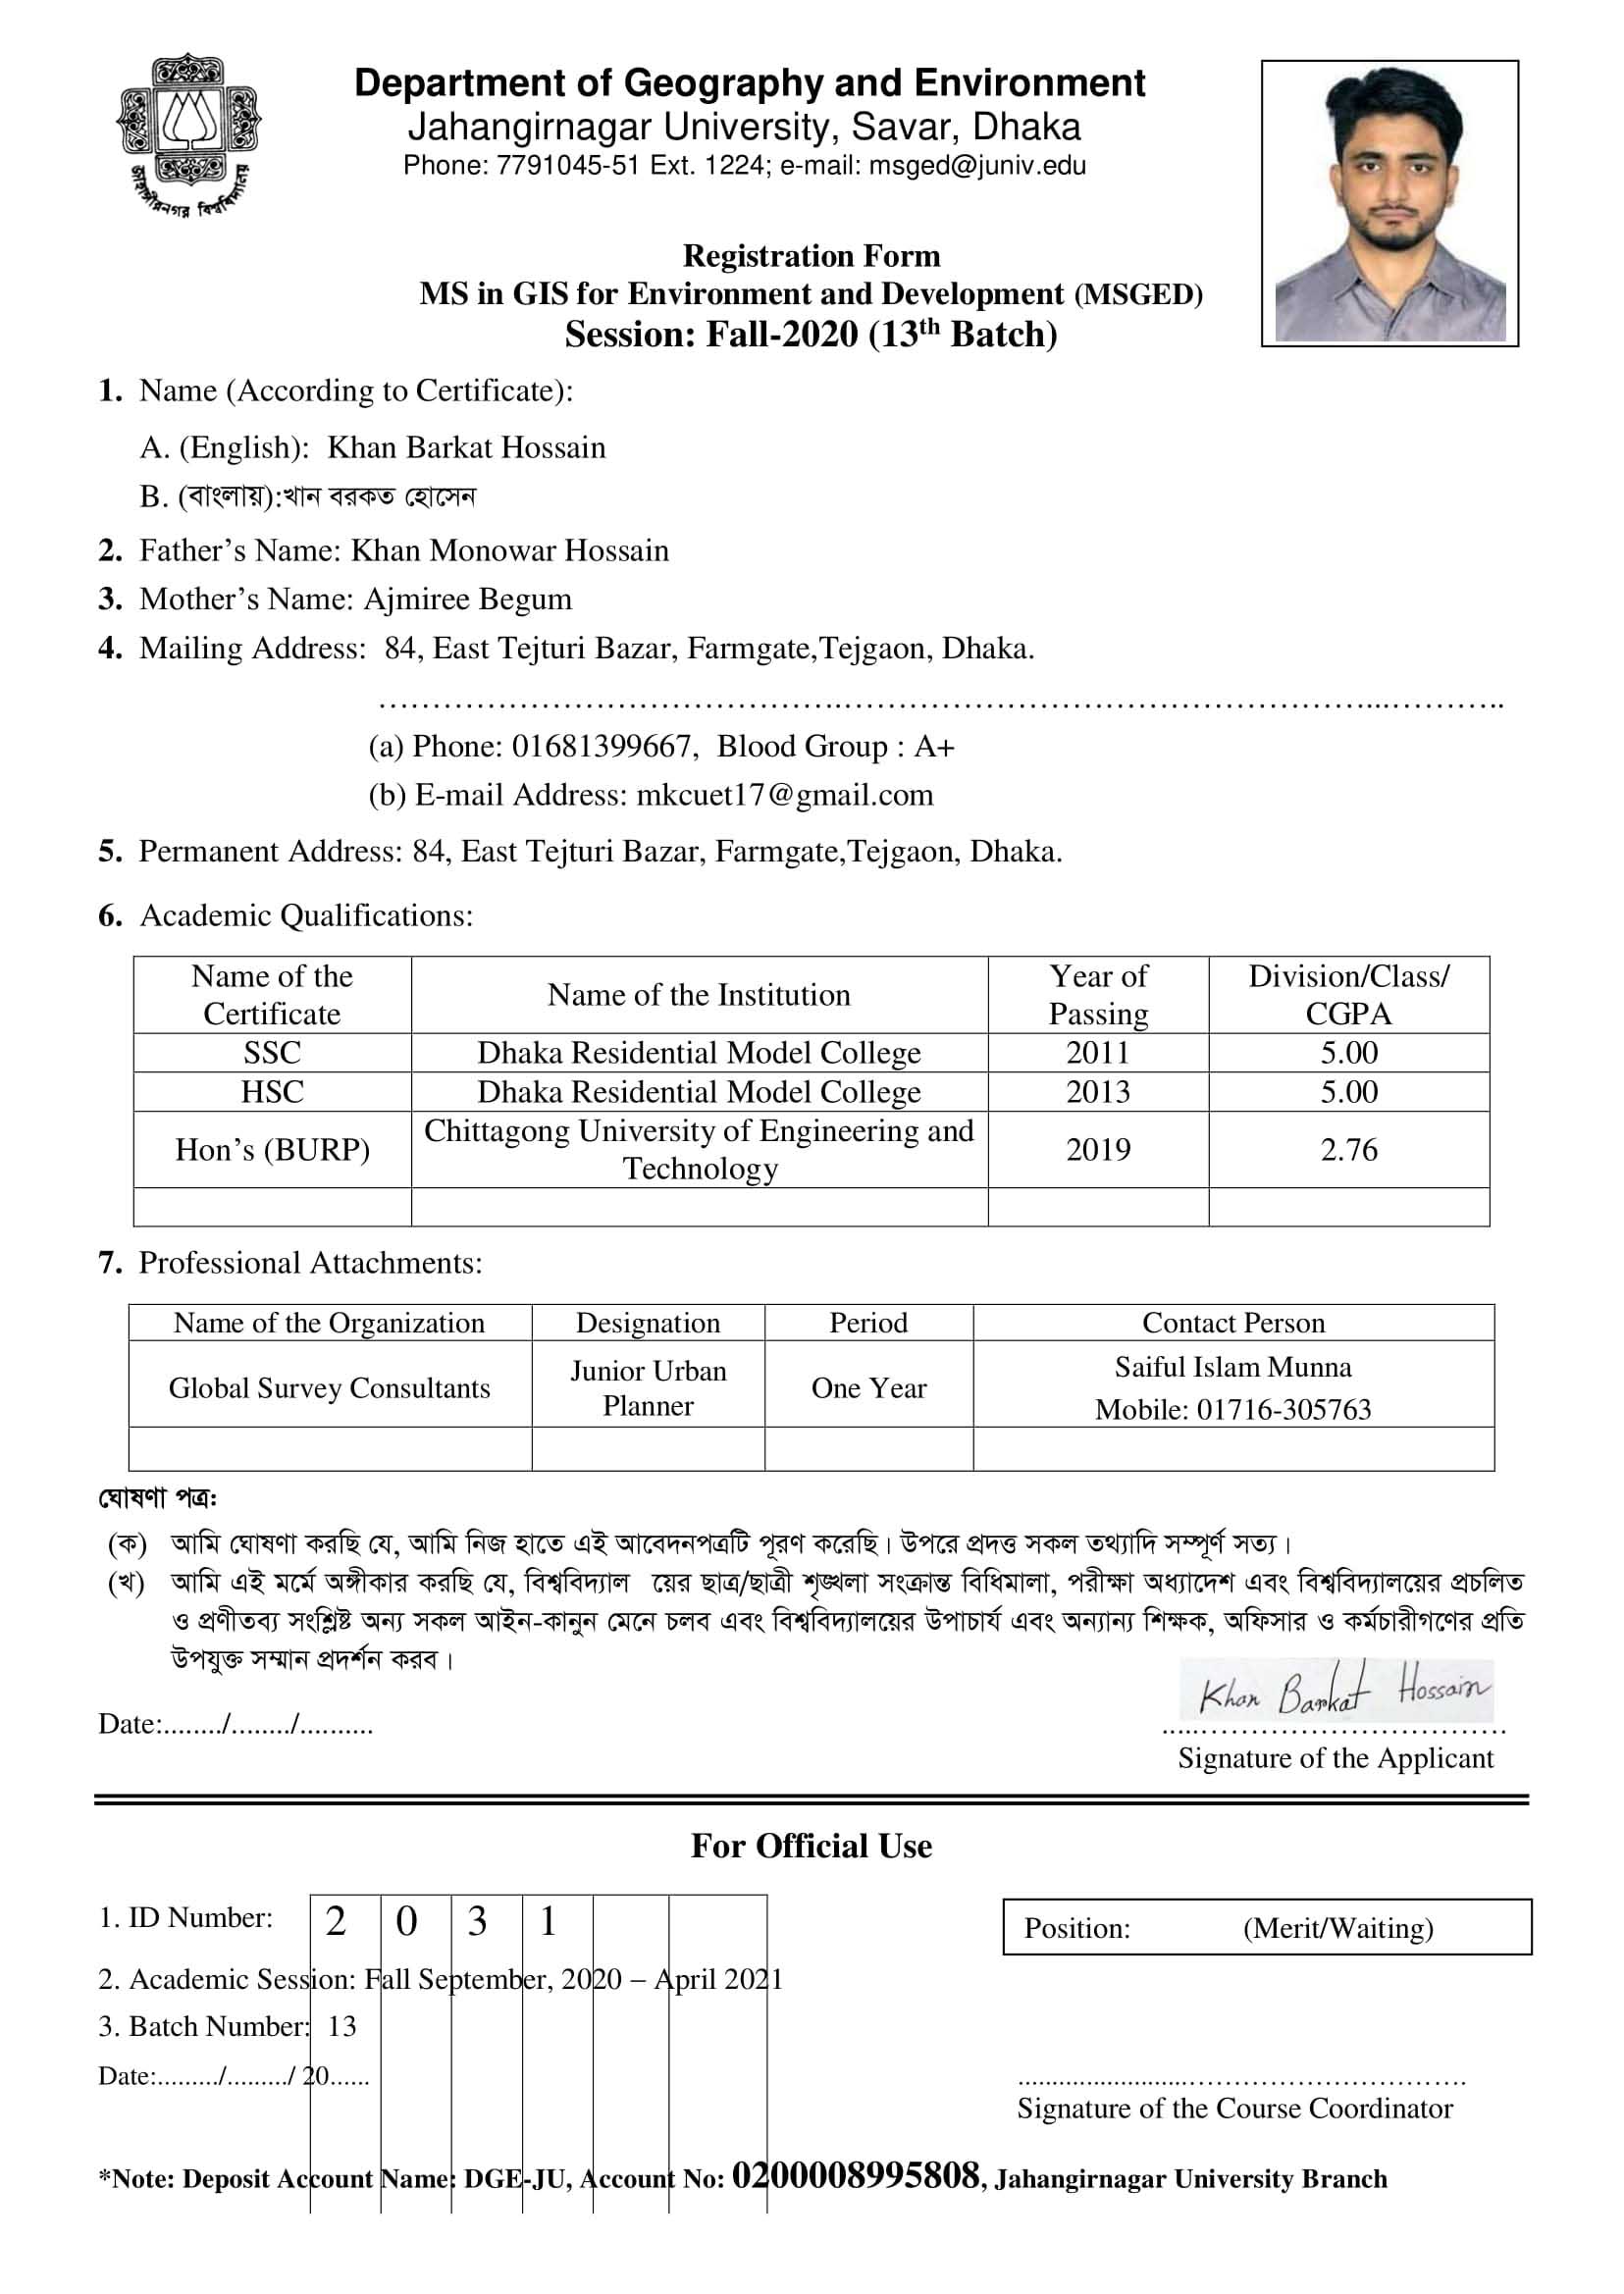 জাহাঙ্গীরনগর বিশ্ববিদ্যালয়
Department of Geography and Environment
Jahangirnagar University, Savar, Dhaka
Phone: 7791045-51 Ext. 1224; e-mail: msged@juniv.edu
Registration Form
MS in GIS for Environment and Development (MSGED)
Session: Fall-2020 (13th Batch)
1. Name (According to Certificate):
A. (English): Khan Barkat Hossain
B. (বাংলায়):খান বরকত হোসেন
2. Father’s Name: Khan Monowar Hossain
3. Mother’s Name: Ajmiree Begum
4. Mailing Address: 84, East Tejturi Bazar, Farmgate,Tejgaon, Dhaka.
…………………………………….…………………………………………...………..
(a) Phone: 01681399667, Blood Group : A+
(b) E-mail Address: mkcuet17@gmail.com
5. Permanent Address: 84, East Tejturi Bazar, Farmgate,Tejgaon, Dhaka.
6. Academic Qualifications:
Name of the Certificate Name of the Institution Year of Passing Division/Class/ CGPA
SSC Dhaka Residential Model College 2011 5.00
HSC Dhaka Residential Model College 2013 5.00
Hon’s (BURP) Chittagong University of Engineering and Technology 2019 2.76
7. Professional Attachments:
Name of the Organization Designation Period Contact Person
Global Survey Consultants Junior Urban Planner One Year Saiful Islam Munna Mobile: 01716-305763
ঘোষণা পত্র:
(ক) আমি ঘোষণা করছি যে, আমি নিজ হাতে এই আবেদনপত্রটি পূরণ করেছি। উপরে প্রদত্ত সকল তথ্যাদি সম্পূর্ণ সত্য।
(খ) আমি এই মর্মে অঙ্গীকার করছি যে, বিশ্ববিদ্যাল য়ের ছাত্র/ছাত্রী শৃঙ্খলা সংক্রান্ত বিধিমালা, পরীক্ষা অধ্যাদেশ এবং বিশ্ববিদ্যালয়ের প্রচলিত
ও প্রণীতব্য সংশ্লিষ্ট অন্য সকল আইন-কানুন মেনে চলব এবং বিশ্ববিদ্যালয়ের উপাচার্য এবং অন্যান্য শিক্ষক, অফিসার ও কর্মচারীগণের প্রতি
উপযুক্ত সম্মান প্রদর্শন করব।
Khan Barkat Hossain
Date:......../......../..........
.....……………………………
Signature of the Applicant
For Official Use
1. ID Number: 2 0 3 1
Position: (Merit/Waiting)
2. Academic Session: Fall September, 2020 – April 2021
3. Batch Number: 13
Date:........./........./ 20......
.........................……………………….
Signature of the Course Coordinator
*Note: Deposit Account Name: DGE-JU, Account No: 0200008995808, Jahangirnagar University Branch